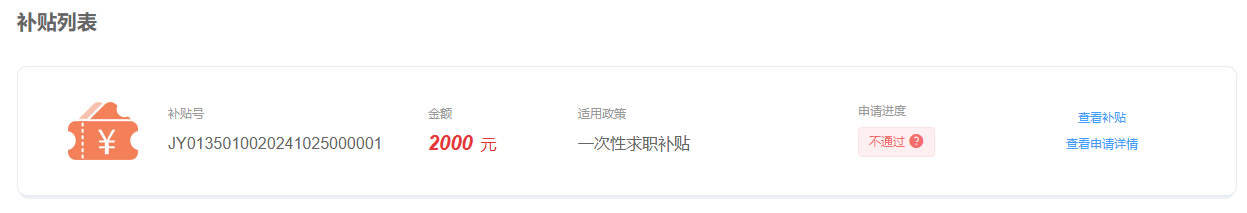 补贴列表
补贴号
金额
适用政策
申请进度
查看补贴
JY0135010020241025000001
2000 元
一次性求职补贴
不通过 ?
查看申请详情
¥